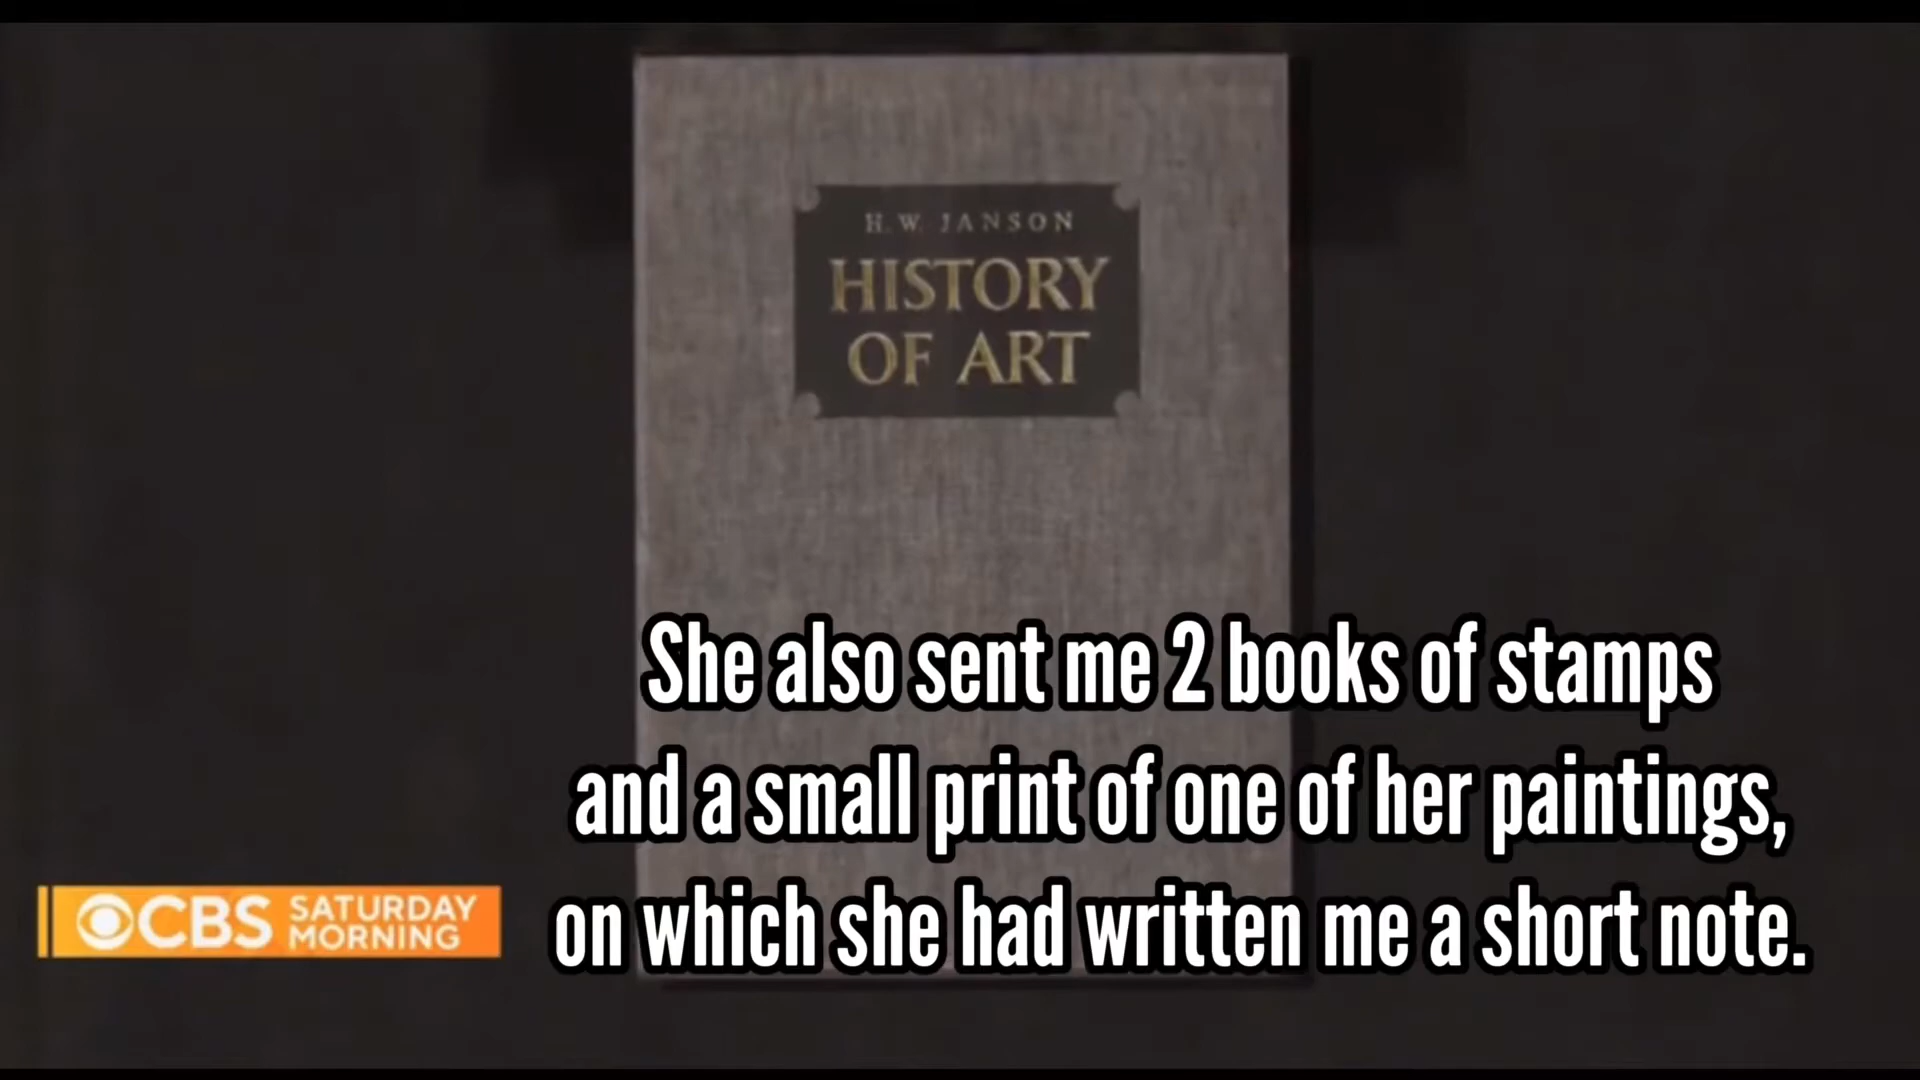 H.W. JANSON
HISTORY
OF ART
She also sent me 2 books of stamps
and a small print of one of her paintings,
on which she had written me a short note.
CBS SATURDAY
MORNING